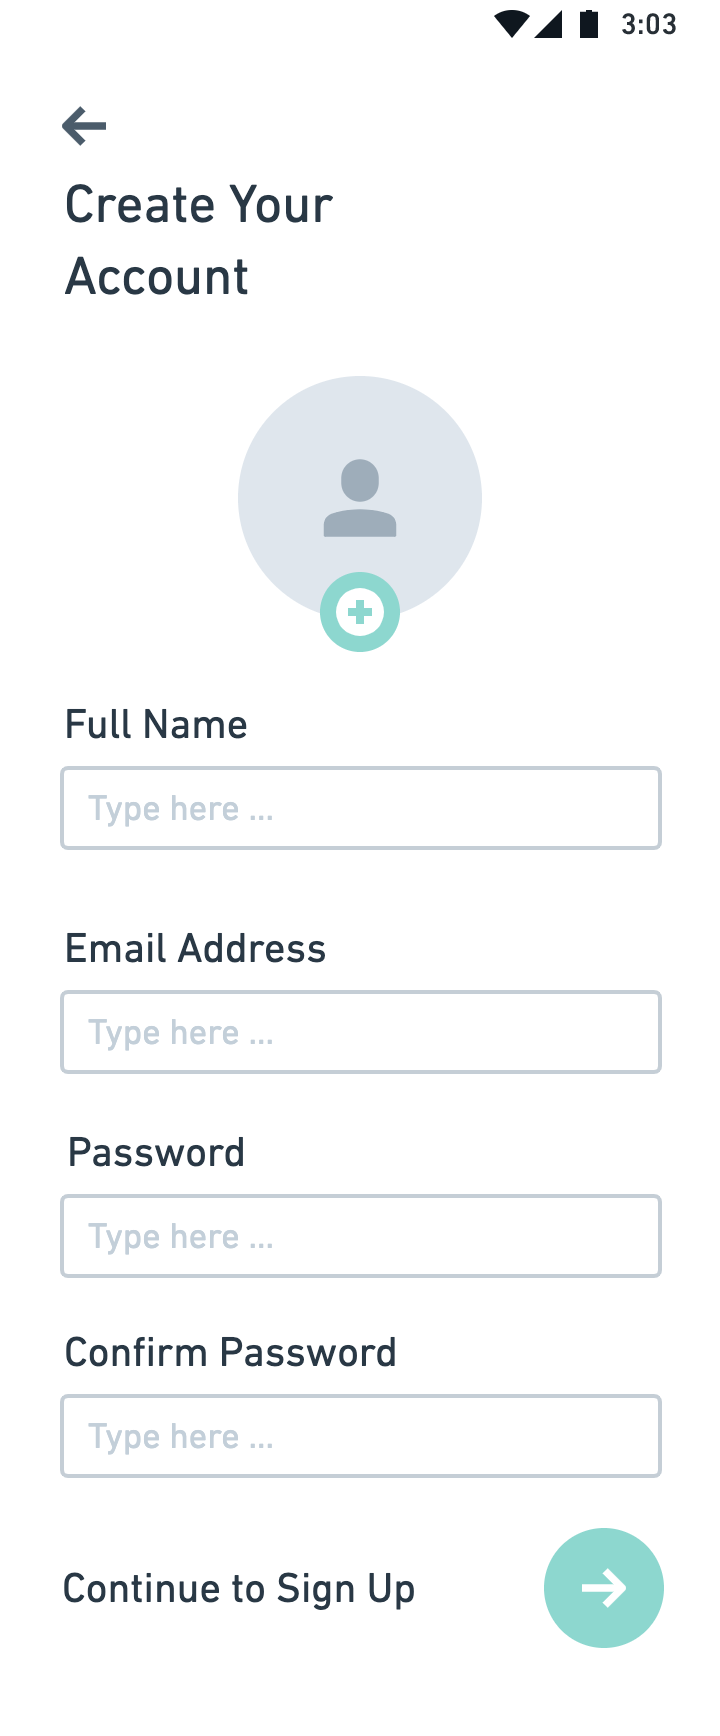 3:03
Create Your
Account
Full Name
Type here ...
Email Address
Type here ...
Password
Type here ...
Confirm Password
Type here ...
Continue to Sign Up